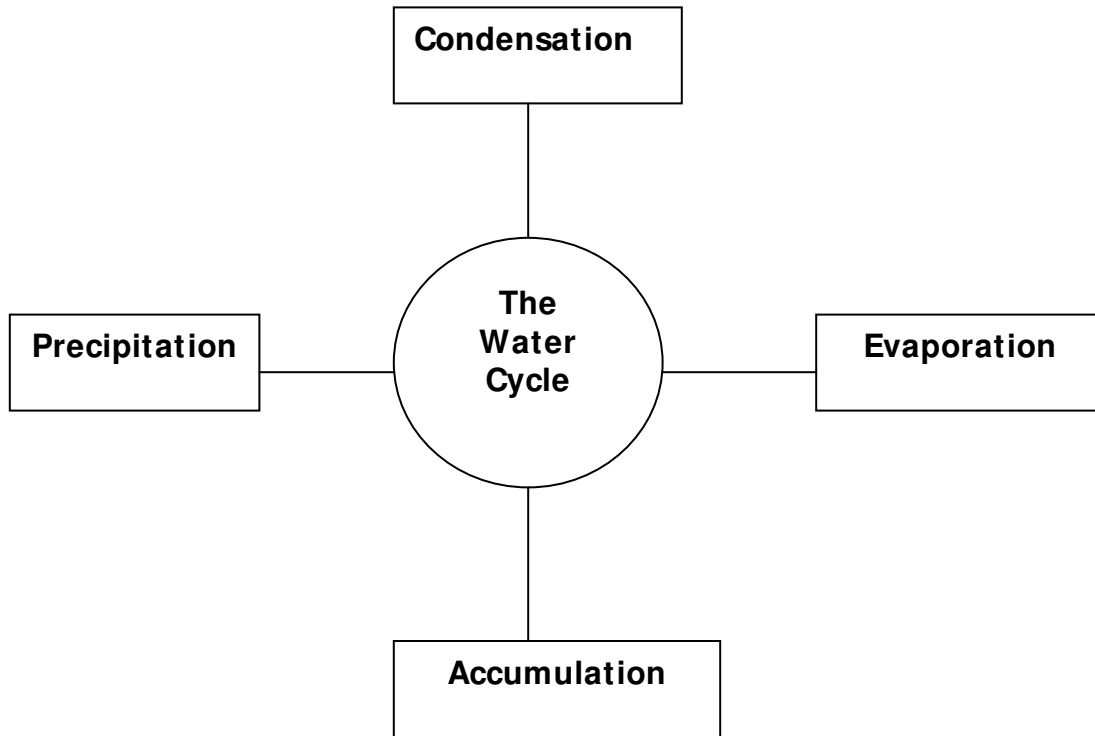 Condensation
The
Water
Cycle
Precipitation
Evaporation
Accumulation